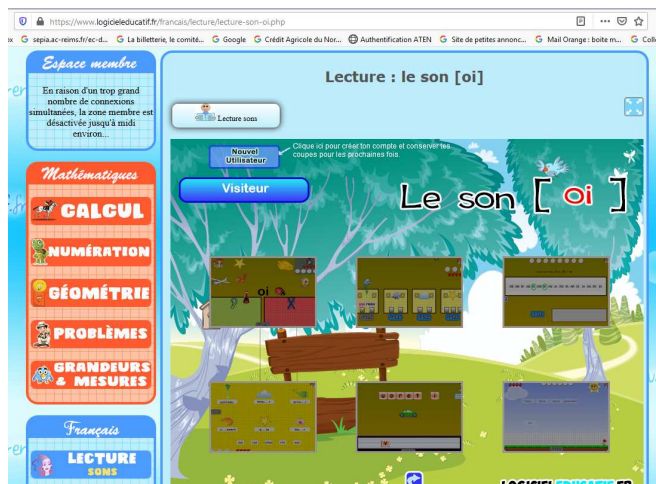 https://www.logicieleducatif.fr/francais/lecture/lecture-son-oi.php
sepia.ac-reims.fr/ec-d... La billetterie, le comité... Google Crédit Agricole du Nor... Authentification ATEN Site de petites annonc... Mail Orange : boite m...
Espace membre
En raison d'un trop grand
nombre de connexions
simultanées, la zone membre est
désactivée jusqu'à midi
environ...
Mathématiques
CALCUL
NUMÉRATION
GÉOMÉTRIE
PROBLÈMES
GRANDEURS
& MESURES
Français
LECTURE
SONS
Lecture : le son [oi]
Lecture sons
Nouvel
Utilisateur
Clique ici pour créer ton compte et conserver tes
coupes pour les prochaines fois.
Visiteur
Le son [ oi ]
oi
LOGICIEL EDUCATIF.FR